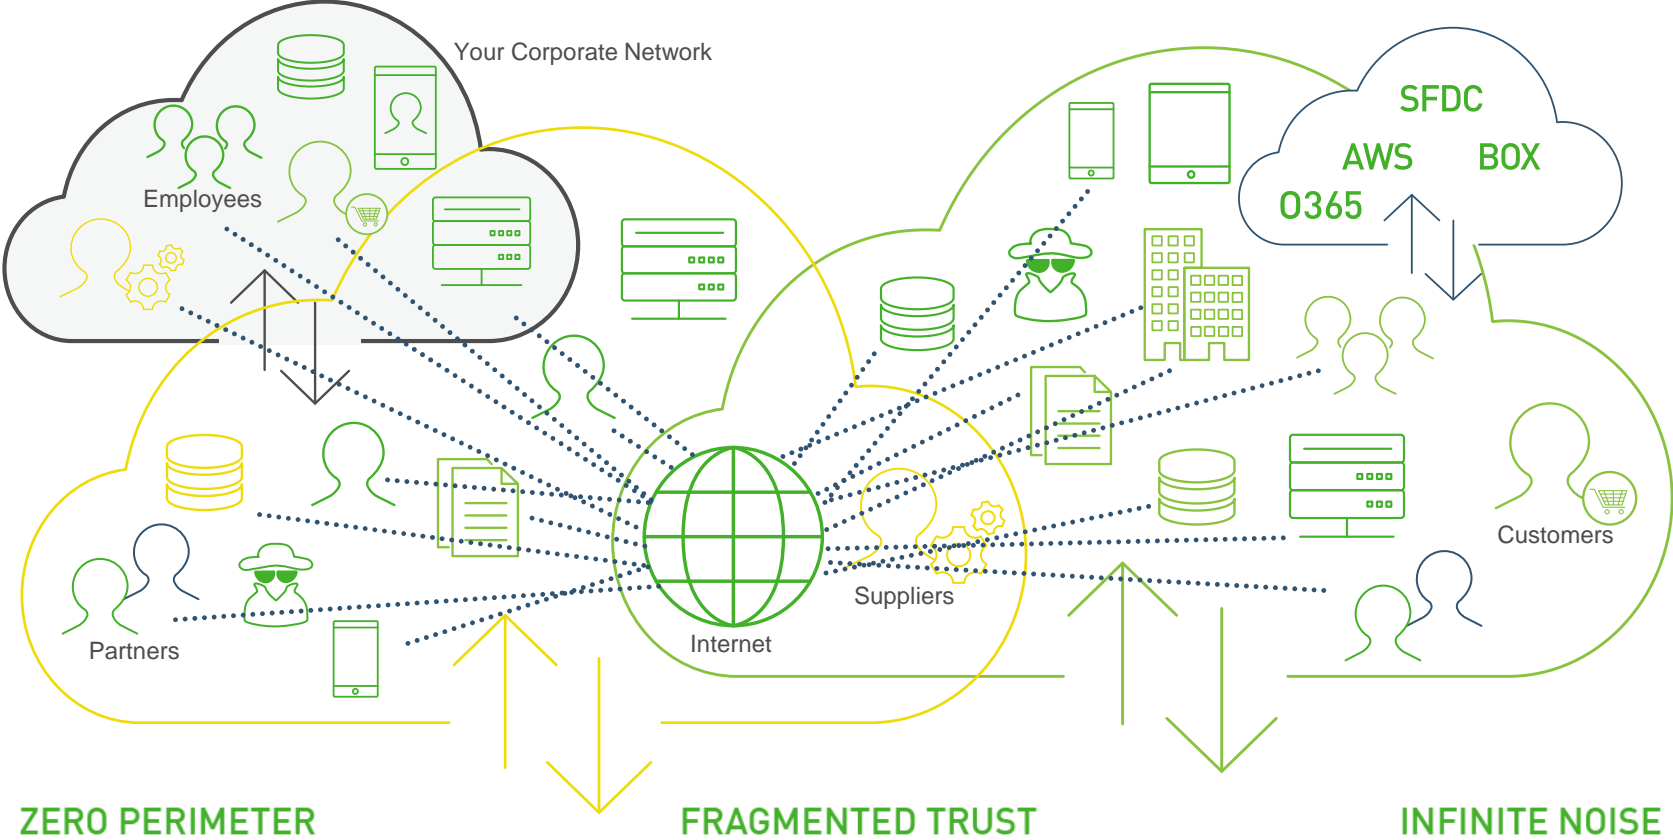 Your Corporate Network
SFDC
AWS BOX
O365
Employees
Customers
Suppliers
Internet
Partners
ZERO PERIMETER
FRAGMENTED TRUST
INFINITE NOISE